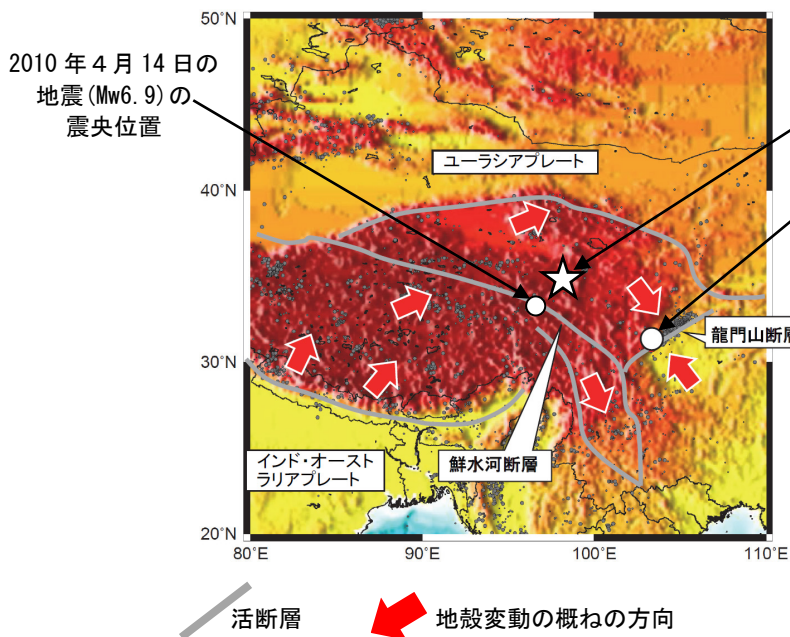 2010 年４月 14 日の
地震(Mw6.9)の
震央位置
50˚N
40˚N
30˚N
20˚N
80˚E
90˚E
100˚E
110˚E
ユーラシアプレート
龍門山断層
鮮水河断層
インド・オースト
ラリアプレート
活断層
地殻変動の概ねの方向